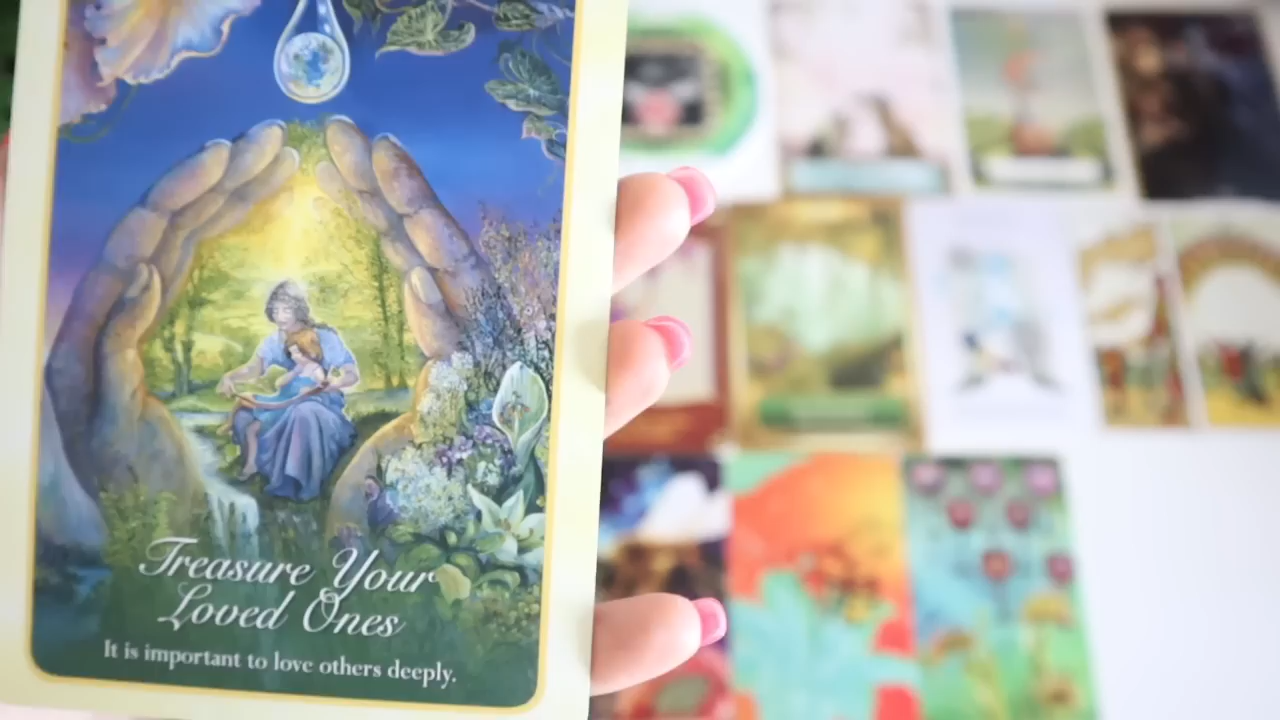 Treasure Your
Loved Ones
It is important to love others deeply.